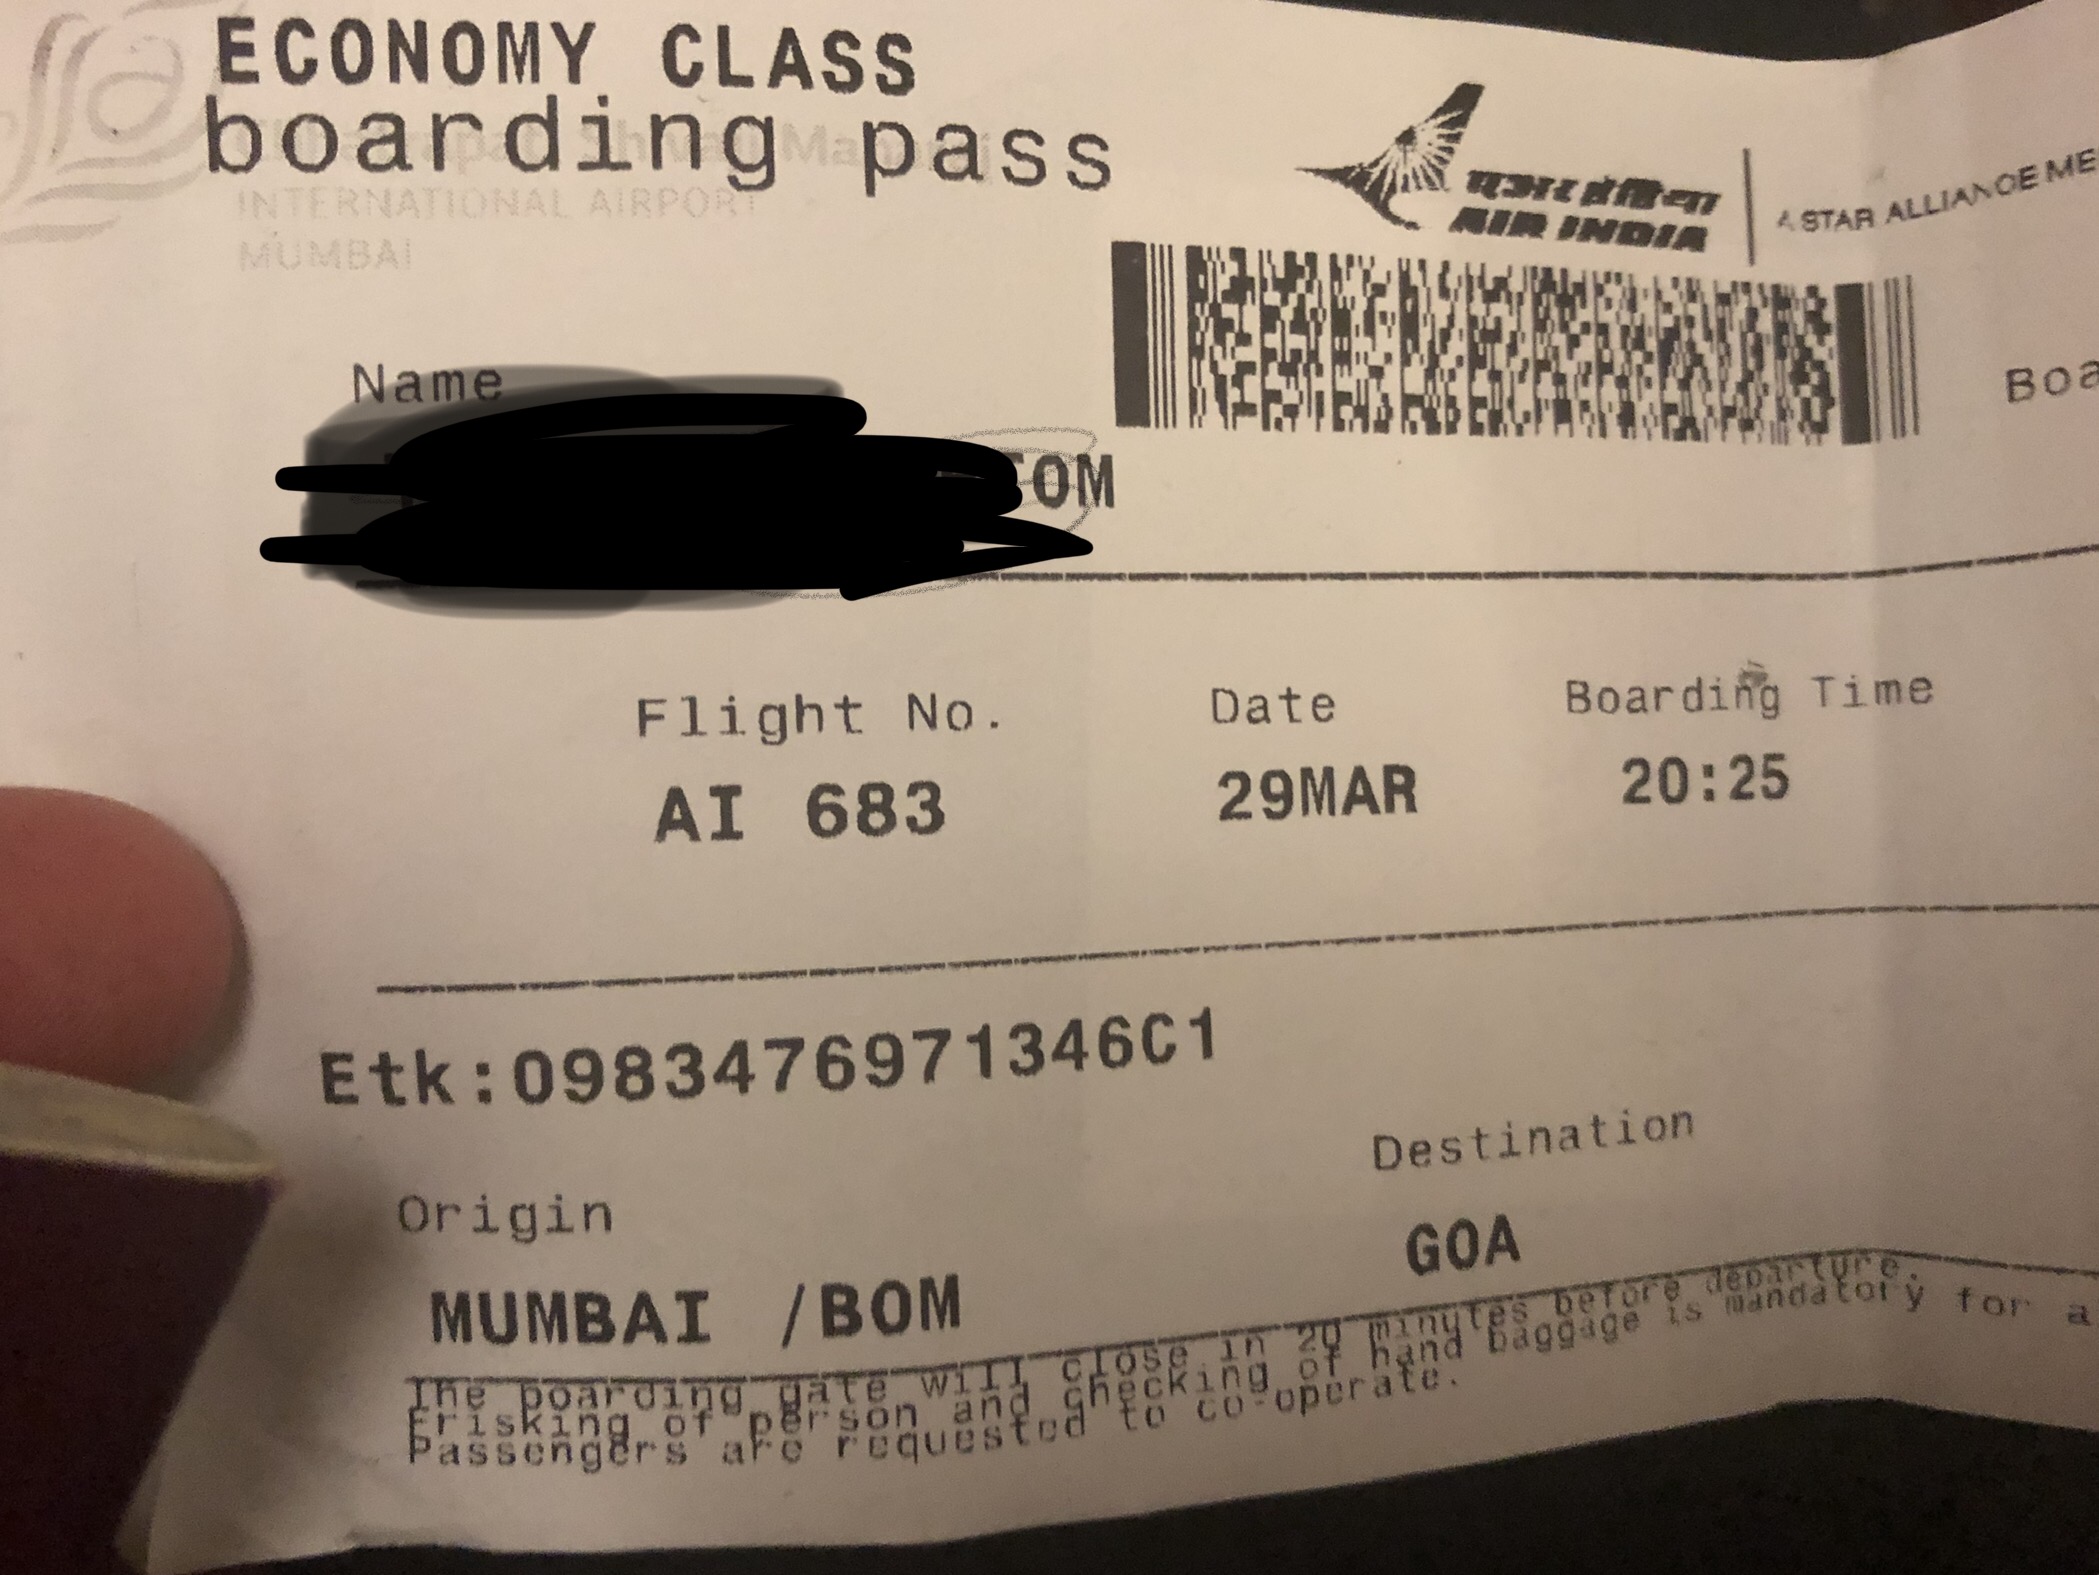 ECONOMY CLASS
boarding pass
INTERNATIONAL AIRPORT
MUMBAI
एअर इंडिया
AIR INDIA
A STAR ALLIANCE ME
Boa
Name
OM
Flight No. Date Boarding Time
AI 683 29MAR 20:25
Etk:0983476971346C1
Origin Destination
MUMBAI /BOM GOA
The boarding gate will close in 20 minutes before departure.
Frisking of person and checking of hand baggage is mandatory for a
Passengers are requested to co-operate.